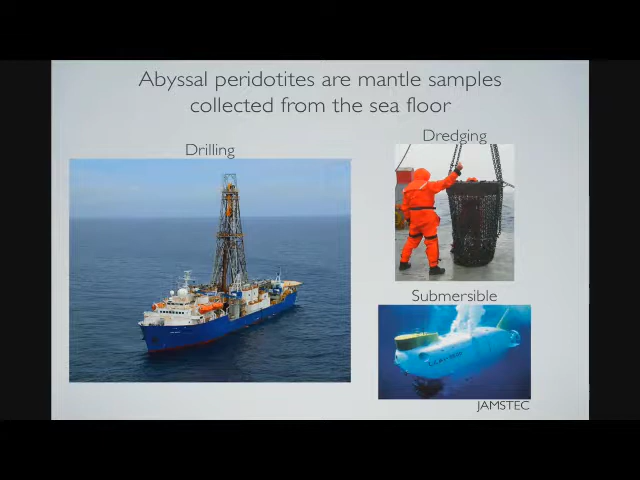 Abyssal peridotites are mantle samples
collected from the sea floor
Drilling
Dredging
Submersible
JAMSTEC